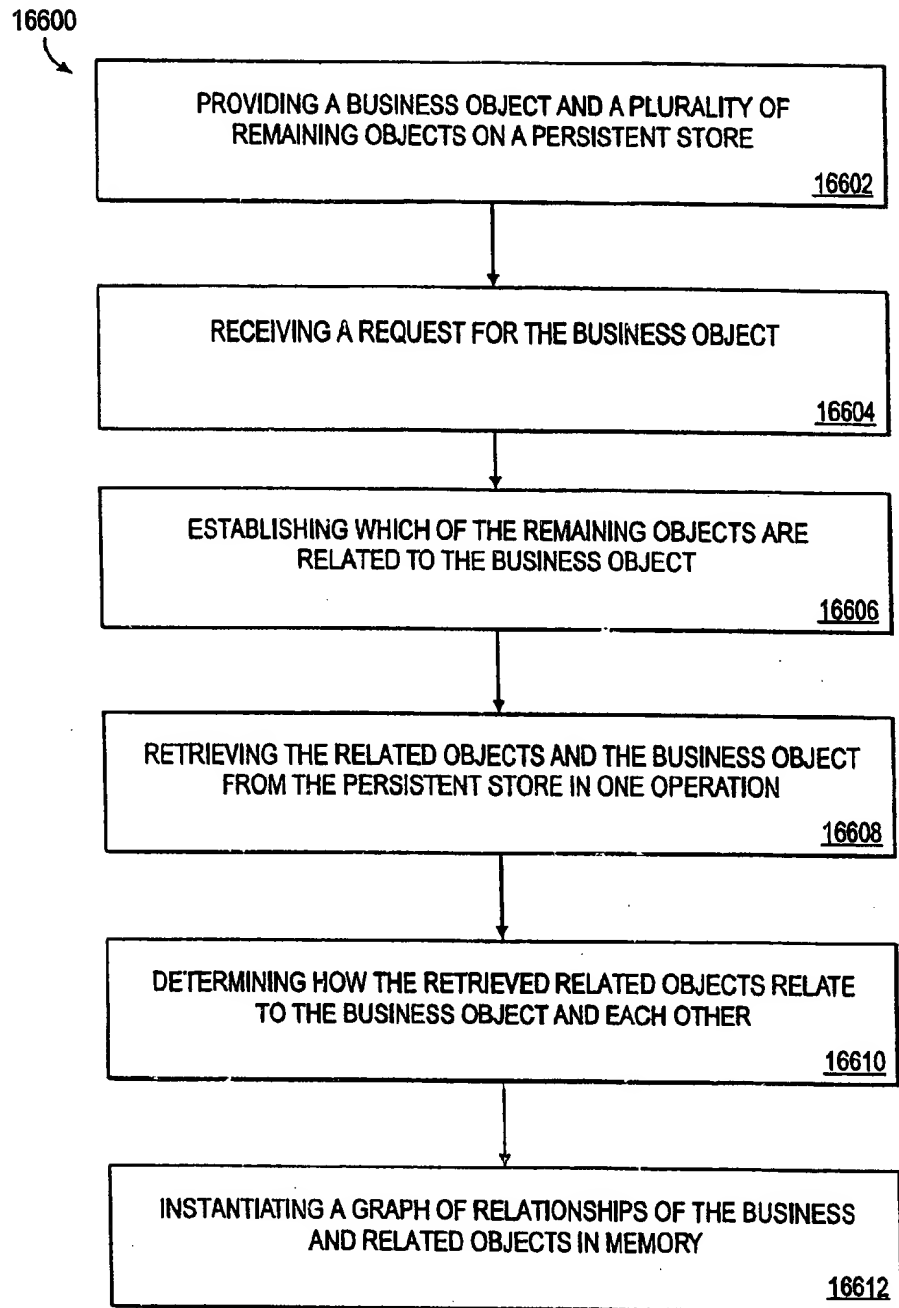 16600
PROVIDING A BUSINESS OBJECT AND A PLURALITY OF
REMAINING OBJECTS ON A PERSISTENT STORE
16602
RECEIVING A REQUEST FOR THE BUSINESS OBJECT
16604
ESTABLISHING WHICH OF THE REMAINING OBJECTS ARE
RELATED TO THE BUSINESS OBJECT
16606
RETRIEVING THE RELATED OBJECTS AND THE BUSINESS OBJECT
FROM THE PERSISTENT STORE IN ONE OPERATION
16608
DETERMINING HOW THE RETRIEVED RELATED OBJECTS RELATE
TO THE BUSINESS OBJECT AND EACH OTHER
16610
INSTANTIATING A GRAPH OF RELATIONSHIPS OF THE BUSINESS
AND RELATED OBJECTS IN MEMORY
16612